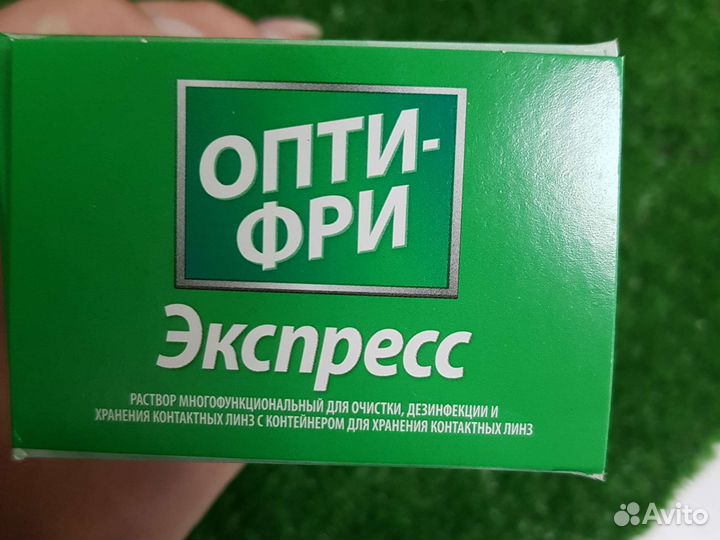 ОПТИ-
ФРИ
Экспресс
РАСТВОР МНОГОФУНКЦИОНАЛЬНЫЙ ДЛЯ ОЧИСТКИ, ДЕЗИНФЕКЦИИ И
ХРАНЕНИЯ КОНТАКТНЫХ ЛИНЗ С КОНТЕЙНЕРОМ ДЛЯ ХРАНЕНИЯ КОНТАКТНЫХ ЛИНЗ
Avito